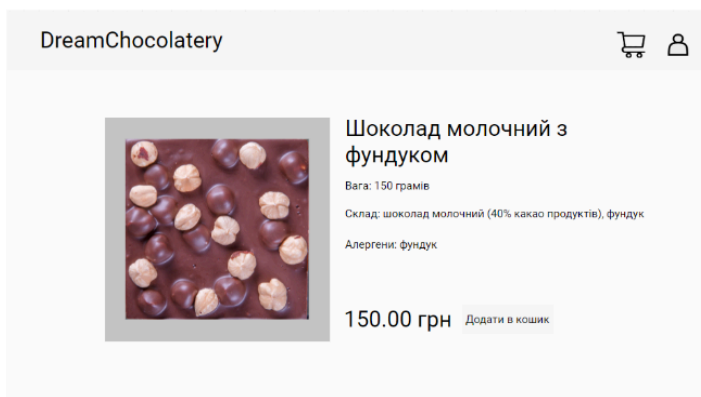 DreamChocolatery
Шоколад молочний з
фундуком
Вага: 150 грамів
Склад: шоколад молочний (40% какао продуктів), фундук
Алергени: фундук
150.00 грн Додати в кошик